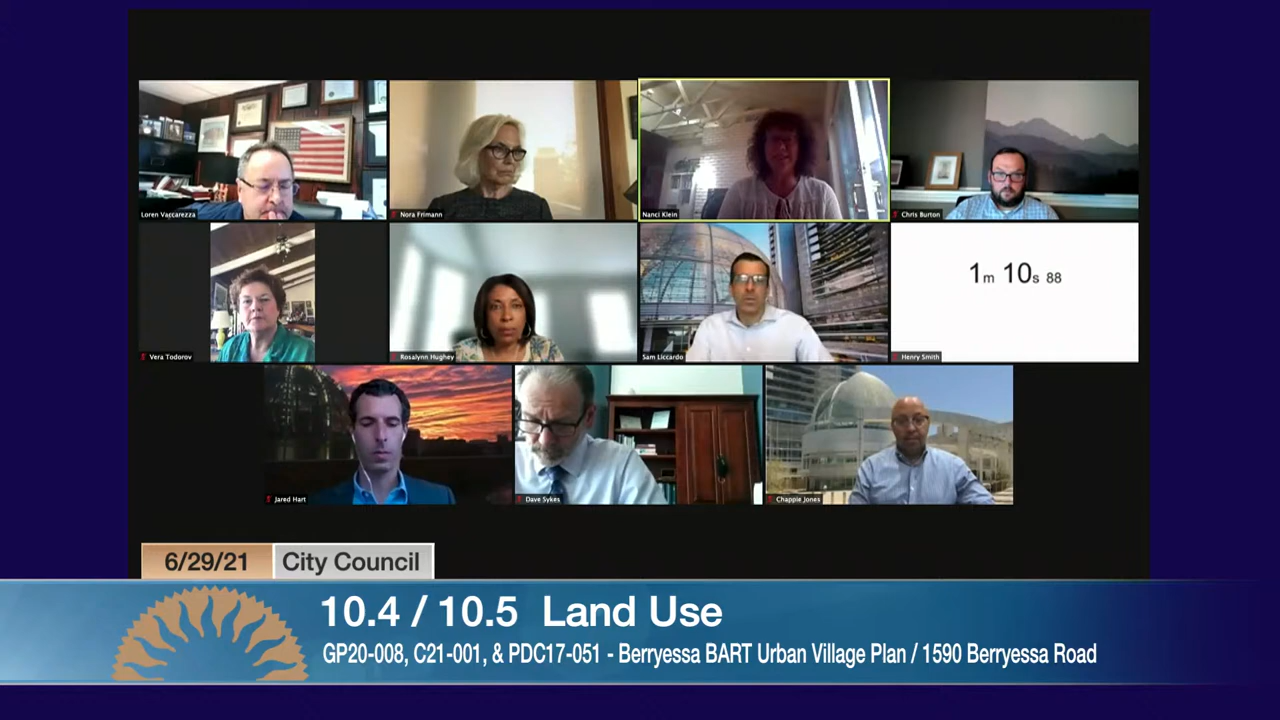 Loren Vaccarezza
Nora Frimann
Nanci Klein
Chris Burton
1m 10s 88
Vera Todorov
Rosalynn Hughey
Sam Liccardo
Henry Smith
Jared Hart
Dave Sykes
Chappie Jones
6/29/21 City Council
10.4 / 10.5 Land Use
GP20-008, C21-001, & PDC17-051 - Berryessa BART Urban Village Plan / 1590 Berryessa Road